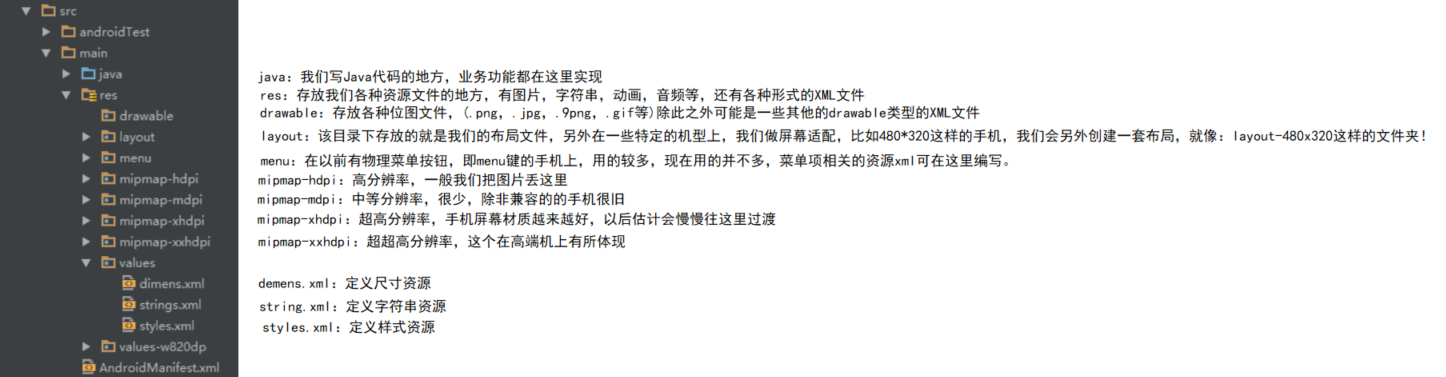 src
androidTest
main
java
java：我们写Java代码的地方，业务功能都在这里实现
res
res：存放我们各种资源文件的地方，有图片，字符串，动画，音频等，还有各种形式的XML文件
drawable
drawable：存放各种位图文件，(.png，.jpg，.9png，.gif等)除此之外可能是一些其他的drawable类型的XML文件
layout
layout：该目录下存放的就是我们的布局文件，另外在一些特定的机型上，我们做屏幕适配，比如480*320这样的手机，我们会另外创建一套布局，就像：layout-480x320这样的文件夹！
menu
menu：在以前有物理菜单按钮，即menu键的手机上，用的较多，现在用的并不多，菜单项相关的资源xml可在这里编写。
mipmap-hdpi
mipmap-hdpi：高分辨率，一般我们把图片丢这里
mipmap-mdpi
mipmap-mdpi：中等分辨率，很少，除非兼容的的手机很旧
mipmap-xhdpi
mipmap-xhdpi：超高分辨率，手机屏幕材质越来越好，以后估计会慢慢往这里过渡
mipmap-xxhdpi
mipmap-xxhdpi：超超高分辨率，这个在高端机上有所体现
values
dimens.xml
demens.xml：定义尺寸资源
strings.xml
string.xml：定义字符串资源
styles.xml
styles.xml：定义样式资源
values-w820dp
AndroidManifest.xml